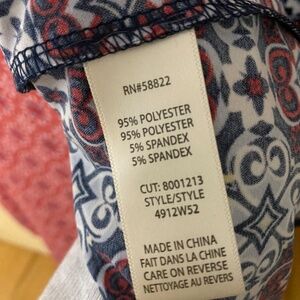 RN#58822
95% POLYESTER
95% POLYESTER
5% SPANDEX
5% SPANDEX
CUT: 8001213
STYLE/STYLE
4912W52
MADE IN CHINA
FAIT DANS LA CHINE
CARE ON REVERSE
NETTOYAGE AU REVERS